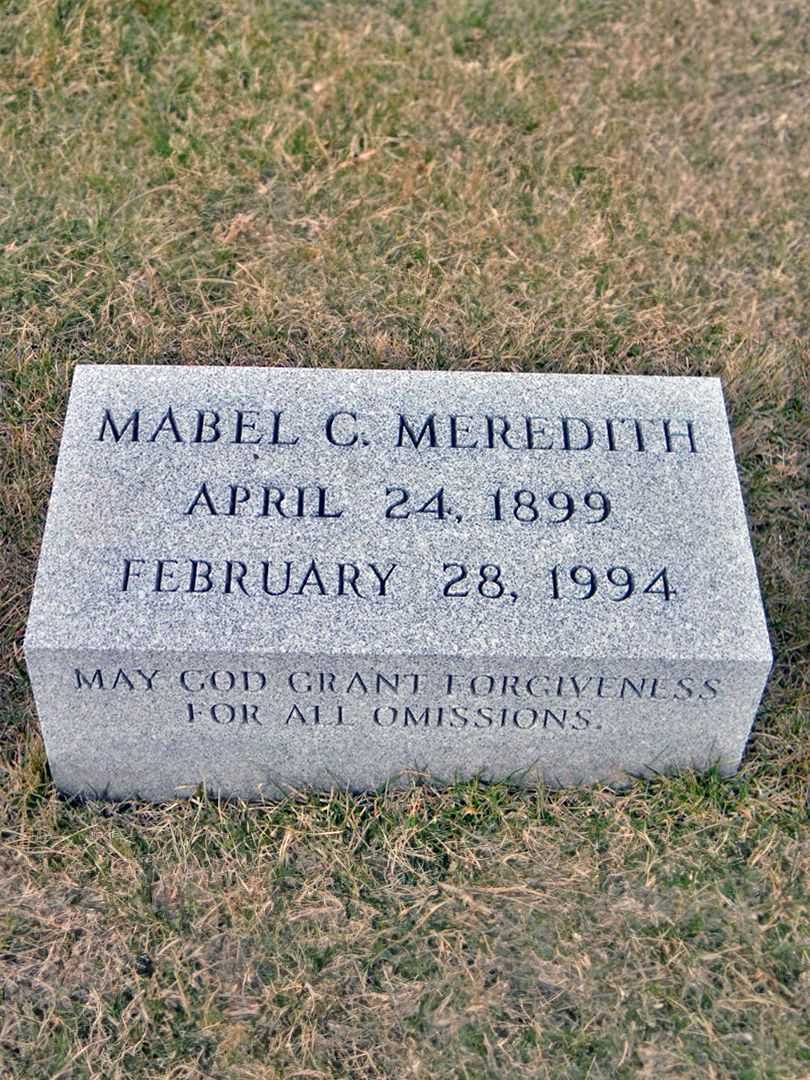 MABEL C. MEREDITH
APRIL 24, 1899
FEBRUARY 28, 1994
MAY GOD GRANT FORGIVENESS
FOR ALL OMISSIONS.